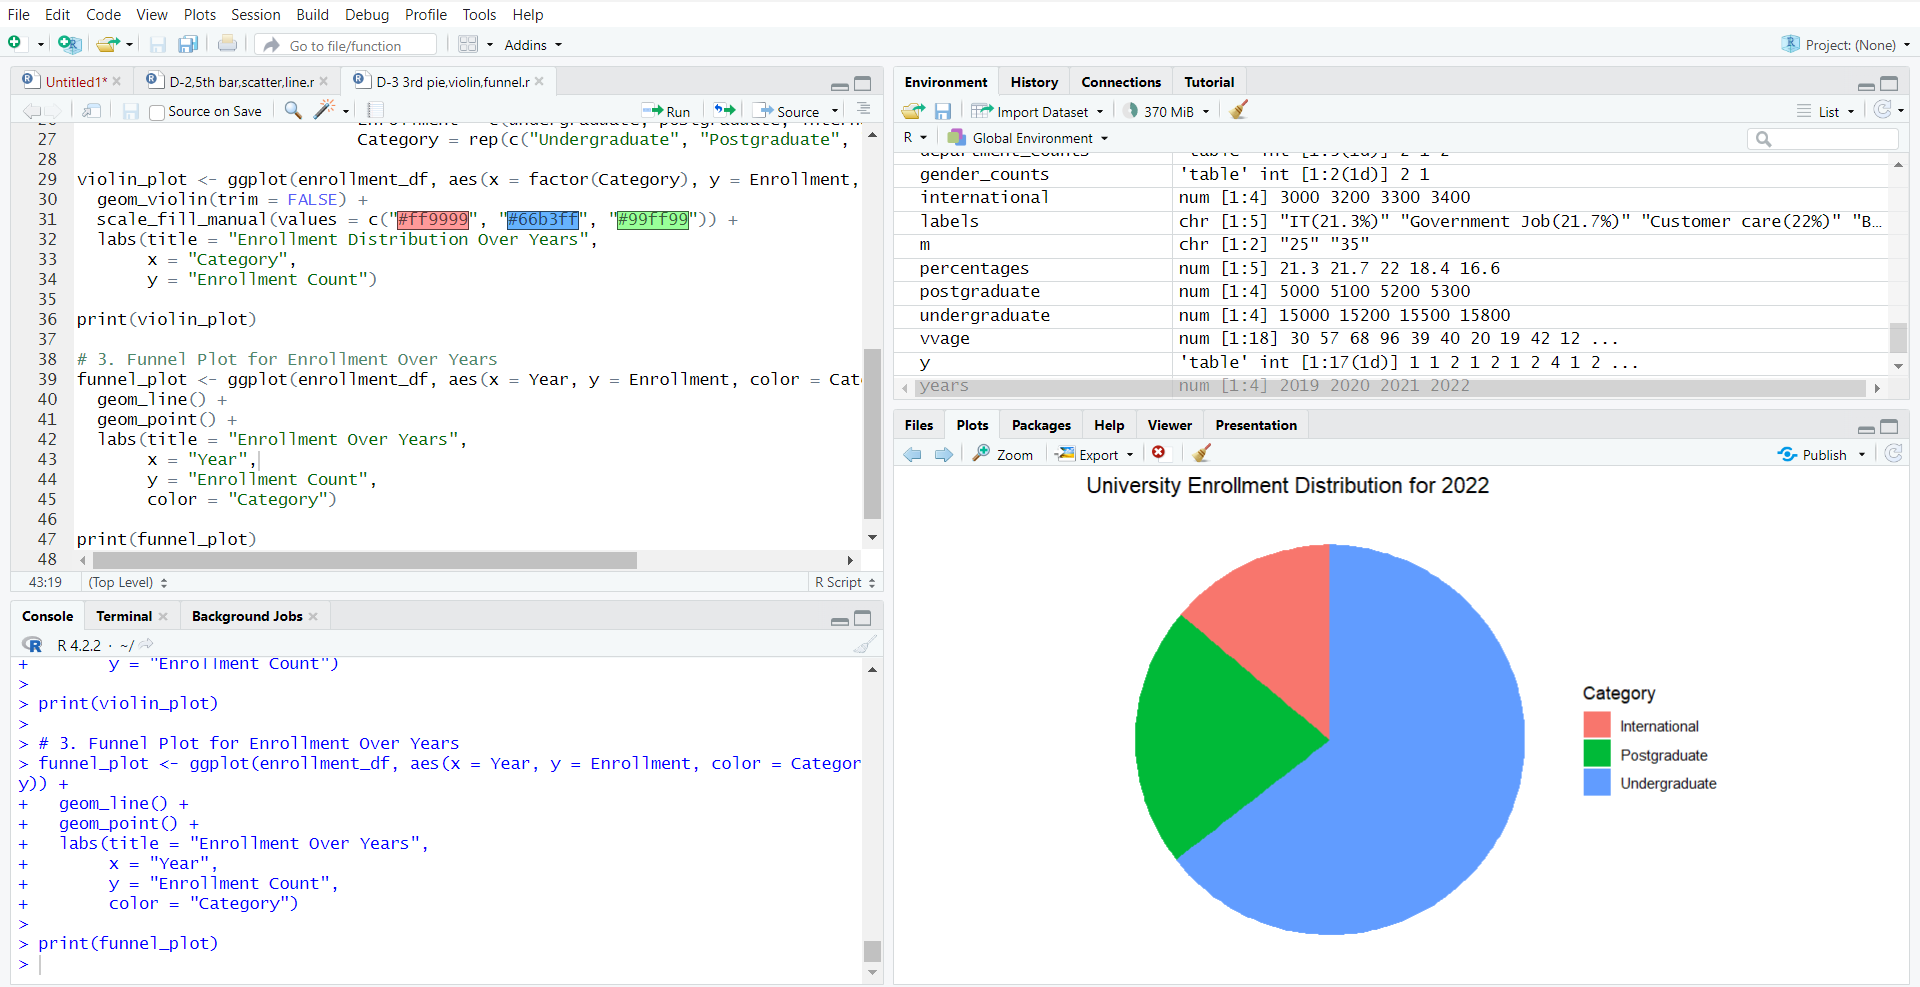 File Edit Code View Plots Session Build Debug Profile Tools Help
Go to file/function Addins Project: (None)
Untitled1* D-2,5th bar,scatter,line.r D-3 3rd pie,violin,funnel.r
Source on Save Run Source
27 Category = rep(c("Undergraduate", "Postgraduate",
28
29 violin_plot <- ggplot(enrollment_df, aes(x = factor(Category), y = Enrollment,
30 geom_violin(trim = FALSE) +
31 scale_fill_manual(values = c("#ff9999", "#66b3ff", "#99ff99")) +
32 labs(title = "Enrollment Distribution Over Years",
33 x = "Category",
34 y = "Enrollment Count")
35
36 print(violin_plot)
37
38 # 3. Funnel Plot for Enrollment Over Years
39 funnel_plot <- ggplot(enrollment_df, aes(x = Year, y = Enrollment, color = Cat
40 geom_line() +
41 geom_point() +
42 labs(title = "Enrollment Over Years",
43 x = "Year",
44 y = "Enrollment Count",
45 color = "Category")
46
47 print(funnel_plot)
48
43:19 (Top Level) R Script
Console Terminal Background Jobs
R 4.2.2 · ~/
+ y = "Enrollment Count")
>
> print(violin_plot)
>
> # 3. Funnel Plot for Enrollment Over Years
> funnel_plot <- ggplot(enrollment_df, aes(x = Year, y = Enrollment, color = Categor
y)) +
+ geom_line() +
+ geom_point() +
+ labs(title = "Enrollment Over Years",
+ x = "Year",
+ y = "Enrollment Count",
+ color = "Category")
>
> print(funnel_plot)
>
Environment History Connections Tutorial
Import Dataset 370 MiB List
R Global Environment
department_counts 'table' int [1:3(1d)] 2 1 2
gender_counts 'table' int [1:2(1d)] 2 1
international num [1:4] 3000 3200 3300 3400
labels chr [1:5] "IT(21.3%)" "Government Job(21.7%)" "Customer care(22%)" "B…
m chr [1:2] "25" "35"
percentages num [1:5] 21.3 21.7 22 18.4 16.6
postgraduate num [1:4] 5000 5100 5200 5300
undergraduate num [1:4] 15000 15200 15500 15800
vvage num [1:18] 30 57 68 96 39 40 20 19 42 12 ...
y 'table' int [1:17(1d)] 1 1 2 1 2 1 2 4 1 2 ...
years num [1:4] 2019 2020 2021 2022
Files Plots Packages Help Viewer Presentation
Zoom Export Publish
University Enrollment Distribution for 2022
Category
International
Postgraduate
Undergraduate